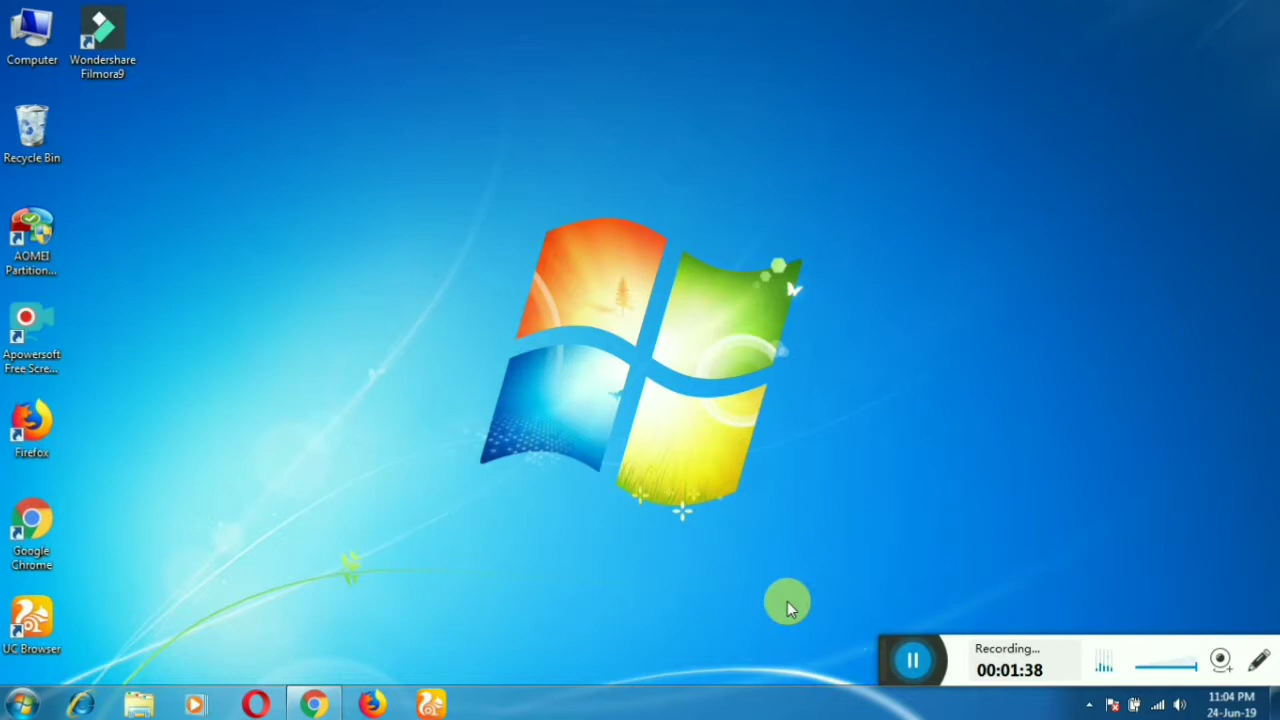 Computer
Wondershare
Filmora9
Recycle Bin
AOMEI
Partition...
Apowersoft
Free Scre...
Firefox
Google
Chrome
UC Browser
Recording...
00:01:38
11:04 PM
24-Jun-19